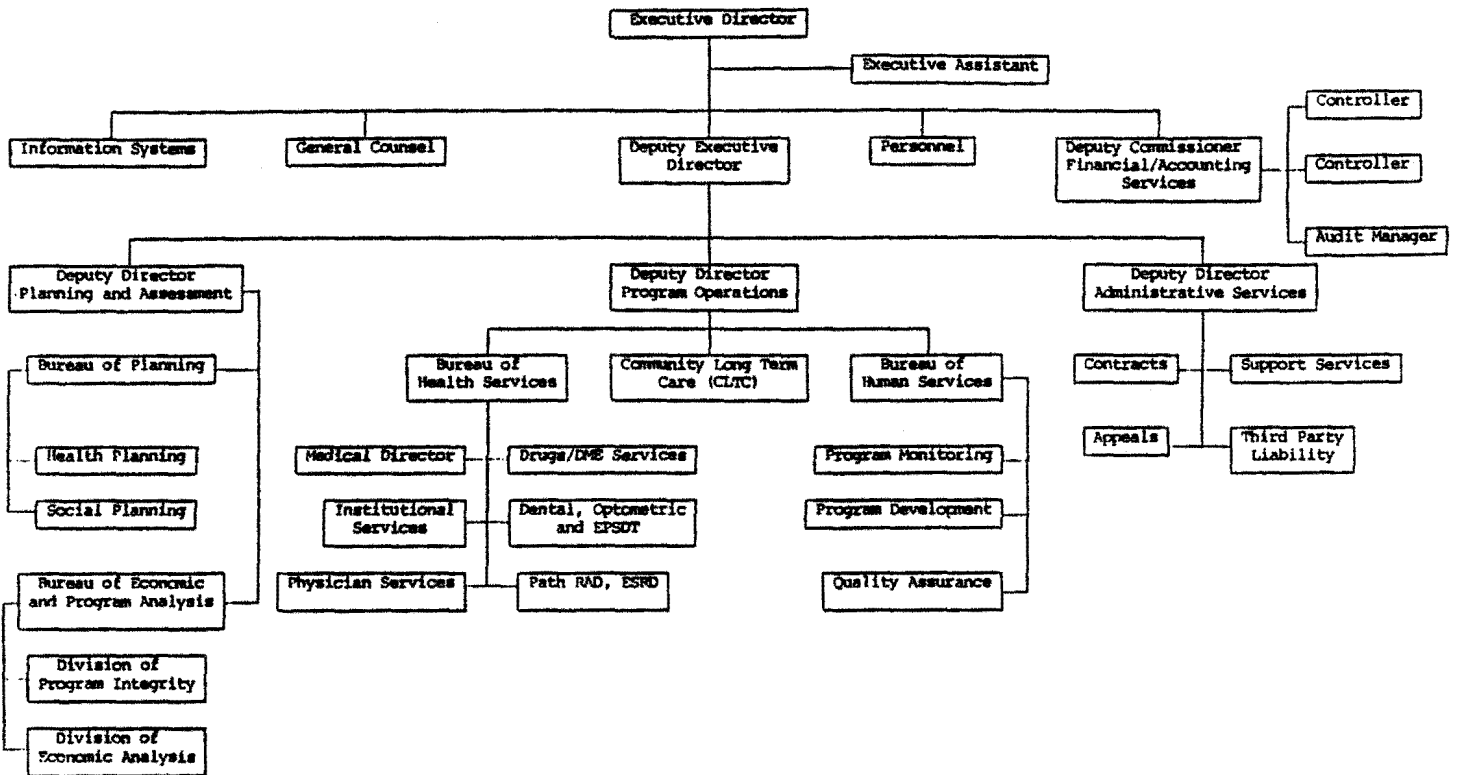 Executive Director
Executive Assistant
Controller
Information Systems
General Counsel
Deputy Executive
Director
Personnel
Deputy Commissioner
Financial/Accounting
Services
Controller
Audit Manager
Deputy Director
Planning and Assessment
Deputy Director
Program Operations
Deputy Director
Administrative Services
Bureau of Planning
Bureau of
Health Services
Community Long Term
Care (CLTC)
Bureau of
Human Services
Contracts
Support Services
Health Planning
Medical Director
Drugs/DME Services
Program Monitoring
Appeals
Third Party
Liability
Social Planning
Institutional
Services
Dental, Optometric
and EPSDT
Program Development
Bureau of Economic
and Program Analysis
Physician Services
Path RAD, ESRD
Quality Assurance
Division of
Program Integrity
Division of
Economic Analysis